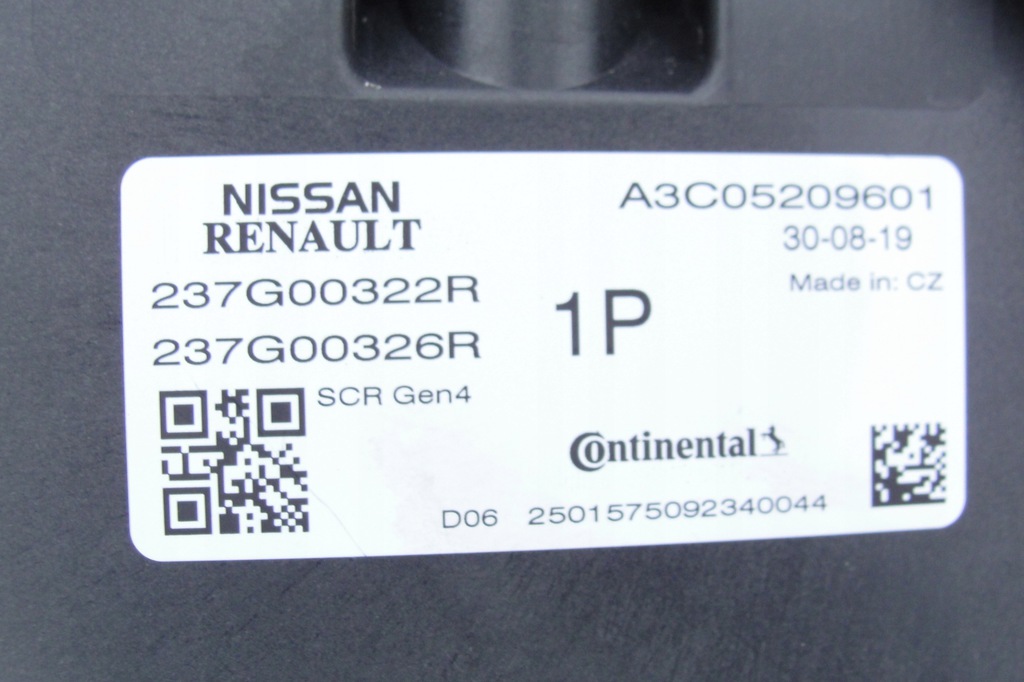 NISSAN
RENAULT
A3C05209601
30-08-19
Made in: CZ
237G00322R
237G00326R
1P
SCR Gen4
Continental
D06 2501575092340044